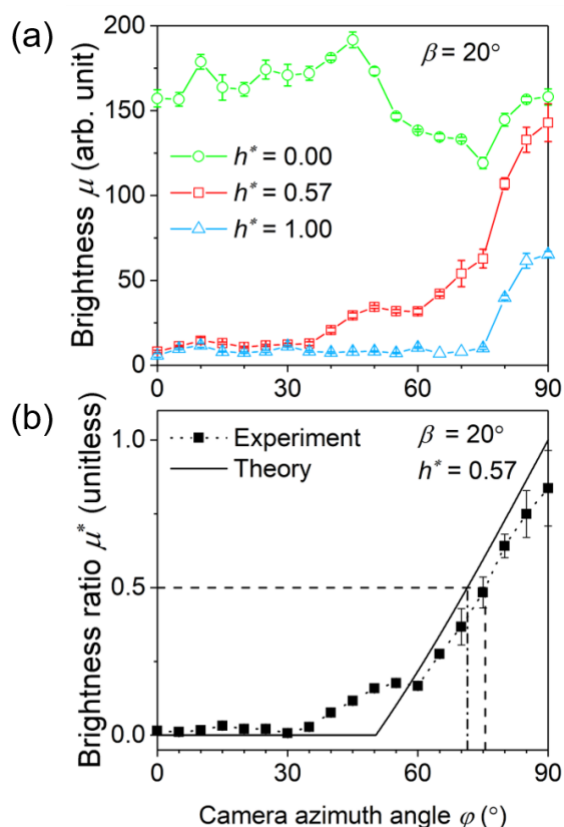 (a)
200
150
100
50
0
Brightness μ (arb. unit)
β = 20°
h* = 0.00
h* = 0.57
h* = 1.00
0 30 60 90
(b)
1.0
0.5
0.0
Brightness ratio μ* (unitless)
Experiment
Theory
β = 20°
h* = 0.57
0 30 60 90
Camera azimuth angle φ (°)